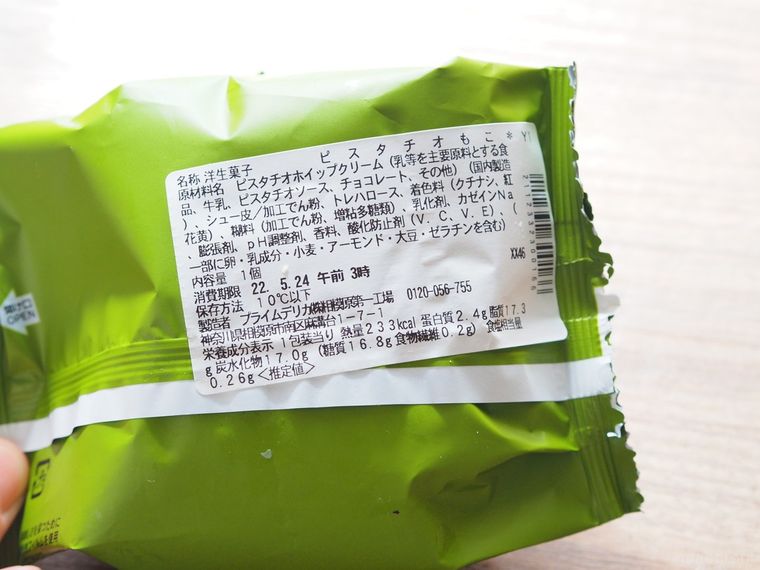 ピスタチオもこ*
名称 洋生菓子
原材料名 ピスタチオホイップクリーム(乳等を主要原料とする食
品、牛乳、ピスタチオソース、チョコレート、その他)(国内製造
)、シュー皮/加工でん粉、トレハロース、着色料(クチナシ、紅
花黄)、糊料(加工でん粉、増粘多糖類)、乳化剤、カゼインNa
、膨張剤、pH調整剤、香料、酸化防止剤(V.C、V.E)、(
一部に卵・乳成分・小麦・アーモンド・大豆・ゼラチンを含む)
内容量 1個
XX46
消費期限 22. 5.24 午前 3時
保存方法 10℃以下
製造者 プライムデリカ㈱相模原第一工場 0120-056-755
神奈川県相模原市南区麻溝台1-7-1
栄養成分表示 1包装当り 熱量233kcal 蛋白質2.4g 脂質17.3
g 炭水化物17.0g (糖質16.8g 食物繊維0.2g) 食塩相当量
0.26g<推定値>
OPEN